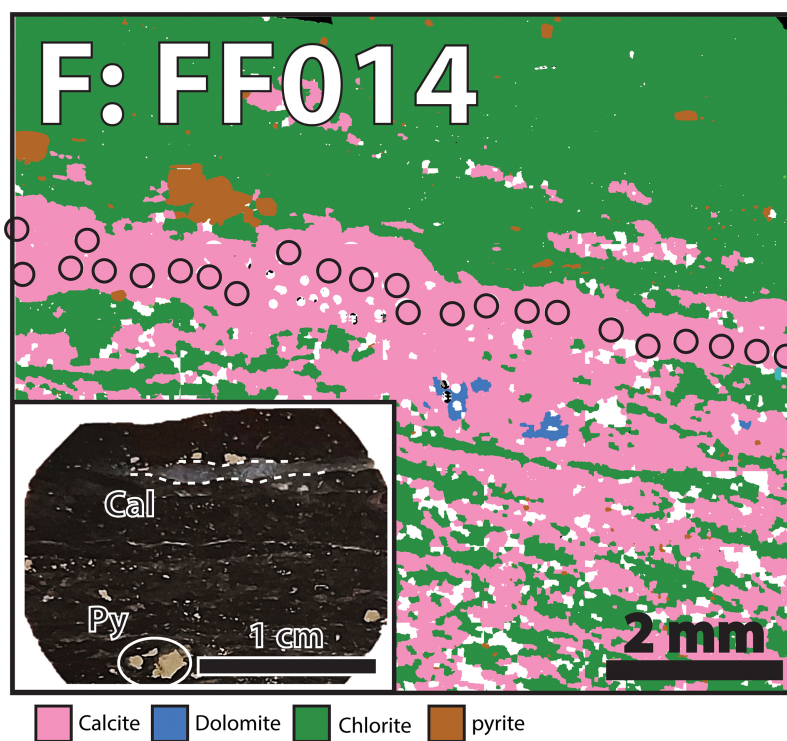 F: FF014
Cal
Py
1 cm
2 mm
Calcite
Dolomite
Chlorite
pyrite